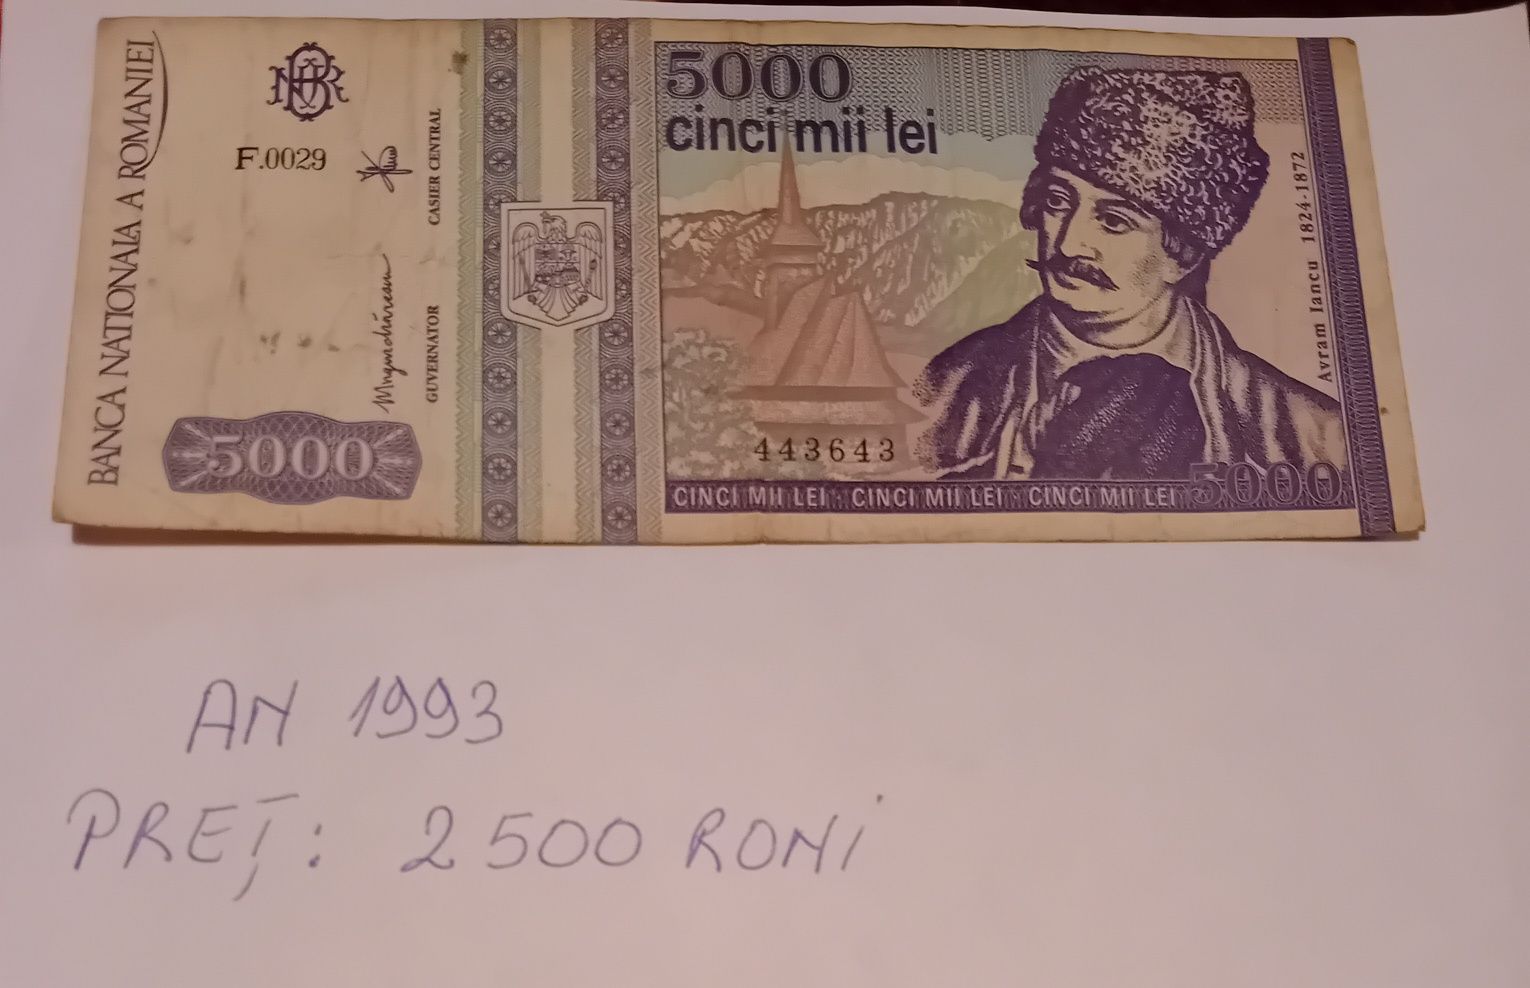 BANCA NATIONALA A ROMANIEI
BNR
F.0029
CASIER CENTRAL
GUVERNATOR
5000
5000
cinci mii lei
443643
CINCI MII LEI · CINCI MII LEI · CINCI MII LEI
5000
Avram Iancu 1824-1872
AN 1993
PREȚ: 2500 RONI